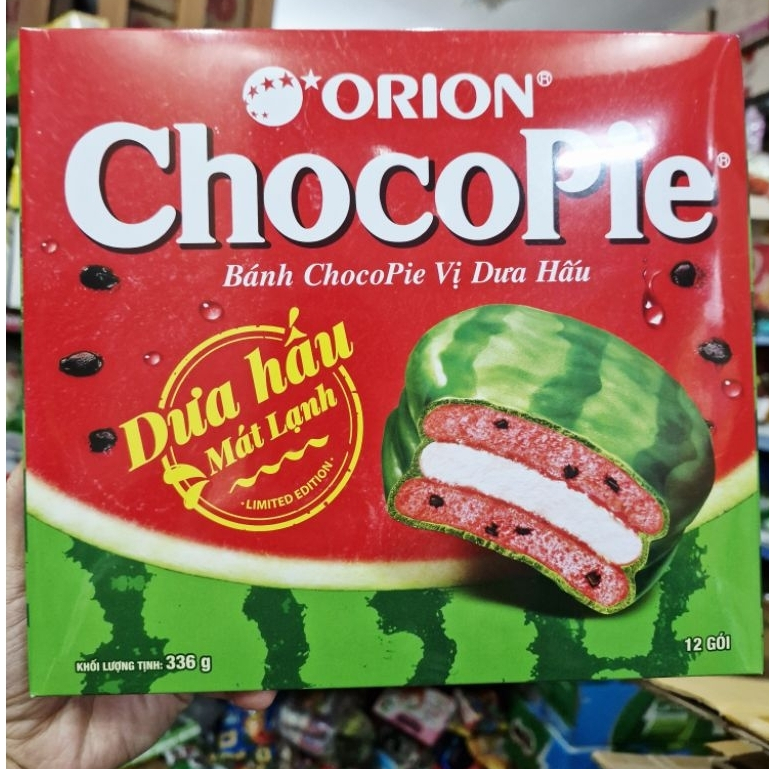 ORION®
ChocoPie®
Bánh ChocoPie Vị Dưa Hấu
Dưa hấu
Mát Lạnh
· LIMITED EDITION ·
KHỐI LƯỢNG TỊNH: 336 g
12 GÓI